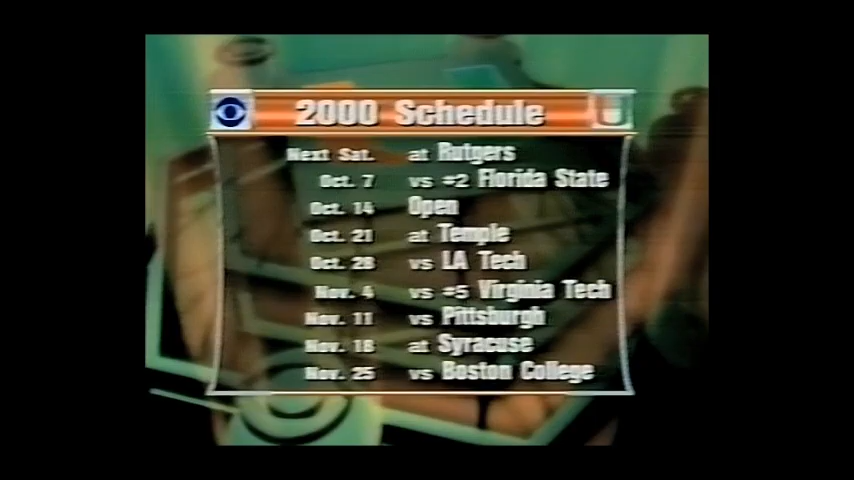 2000 Schedule
Next Sat. at Rutgers
Oct. 7 vs #2 Florida State
Oct. 14 Open
Oct. 21 at Temple
Oct. 28 vs LA Tech
Nov. 4 vs #5 Virginia Tech
Nov. 11 vs Pittsburgh
Nov. 18 at Syracuse
Nov. 25 vs Boston College